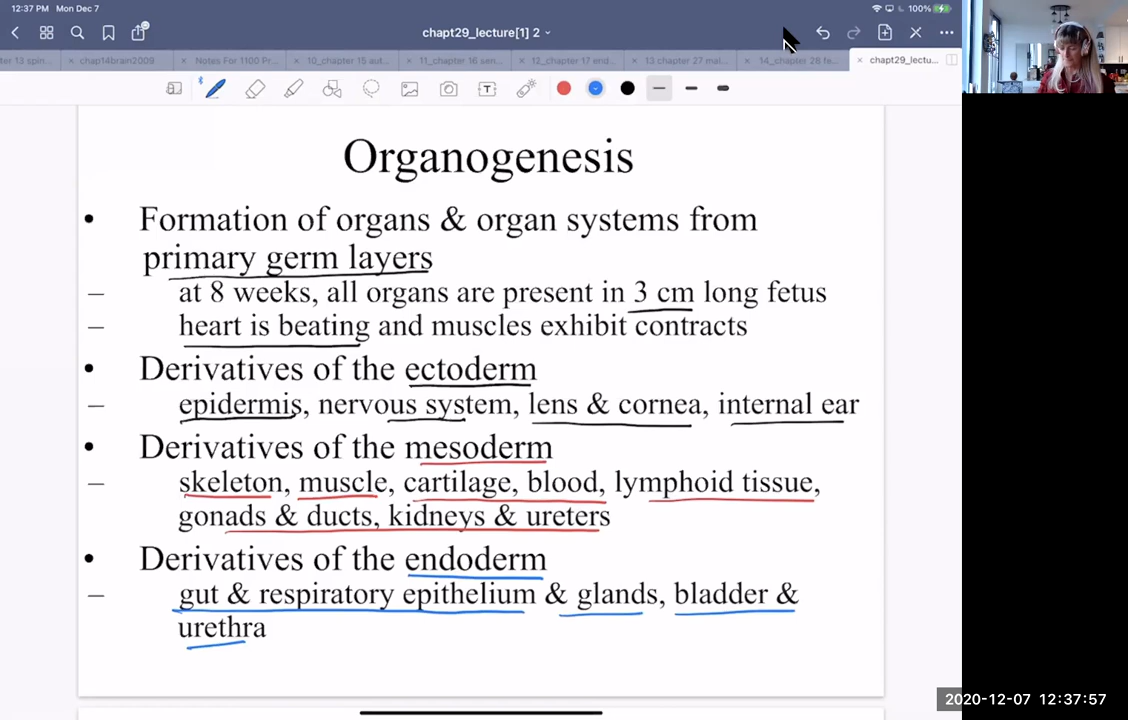 12:37 PM Mon Dec 7
100%
chapt29_lecture[1] 2
ter 13 spin...
chap14brain2009
Notes For 1100 Pr...
10_chapter 15 aut...
11_chapter 16 sen...
12_chapter 17 end...
13 chapter 27 mal...
14_chapter 28 fe...
chapt29_lectu...
T
Organogenesis
• Formation of organs & organ systems from
primary germ layers
– at 8 weeks, all organs are present in 3 cm long fetus
– heart is beating and muscles exhibit contracts
• Derivatives of the ectoderm
– epidermis, nervous system, lens & cornea, internal ear
• Derivatives of the mesoderm
– skeleton, muscle, cartilage, blood, lymphoid tissue,
gonads & ducts, kidneys & ureters
• Derivatives of the endoderm
– gut & respiratory epithelium & glands, bladder &
urethra
2020-12-07 12:37:57